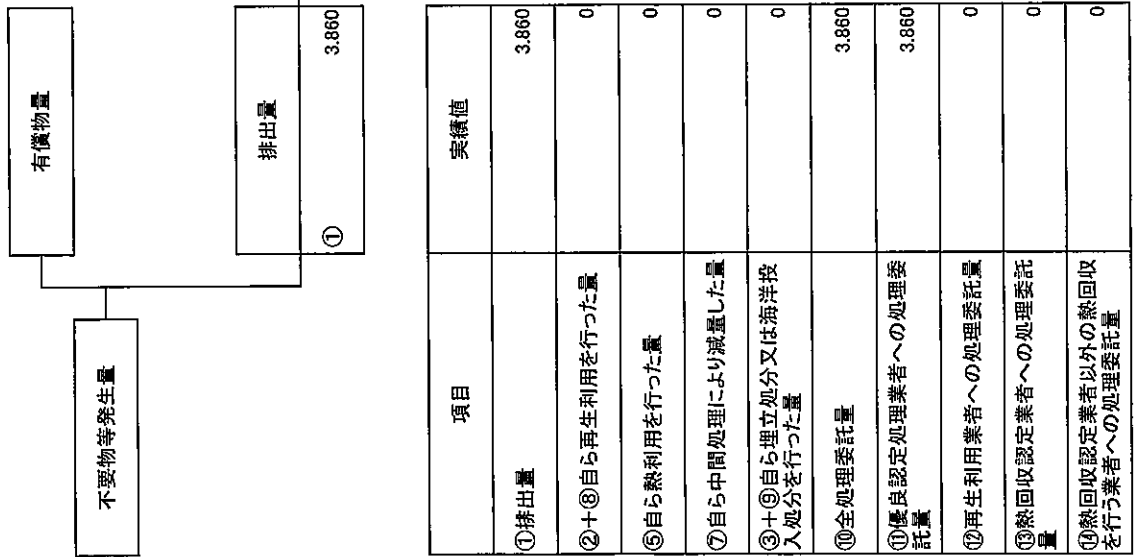 有償物量
不要物等発生量
排出量
① 3.860
項目 実績値
①排出量 3.860
②+⑧自ら再生利用を行った量 0
⑤自ら熱利用を行った量 0
⑦自ら中間処理により減量した量 0
③+⑨自ら埋立処分又は海洋投
入処分を行った量 0
⑩全処理委託量 3.860
⑪優良認定処理業者への処理委
託量 3.860
⑫再生利用業者への処理委託量 0
⑬熱回収認定業者への処理委託
量 0
⑭熱回収認定業者以外の熱回収
を行う業者への処理委託量 0